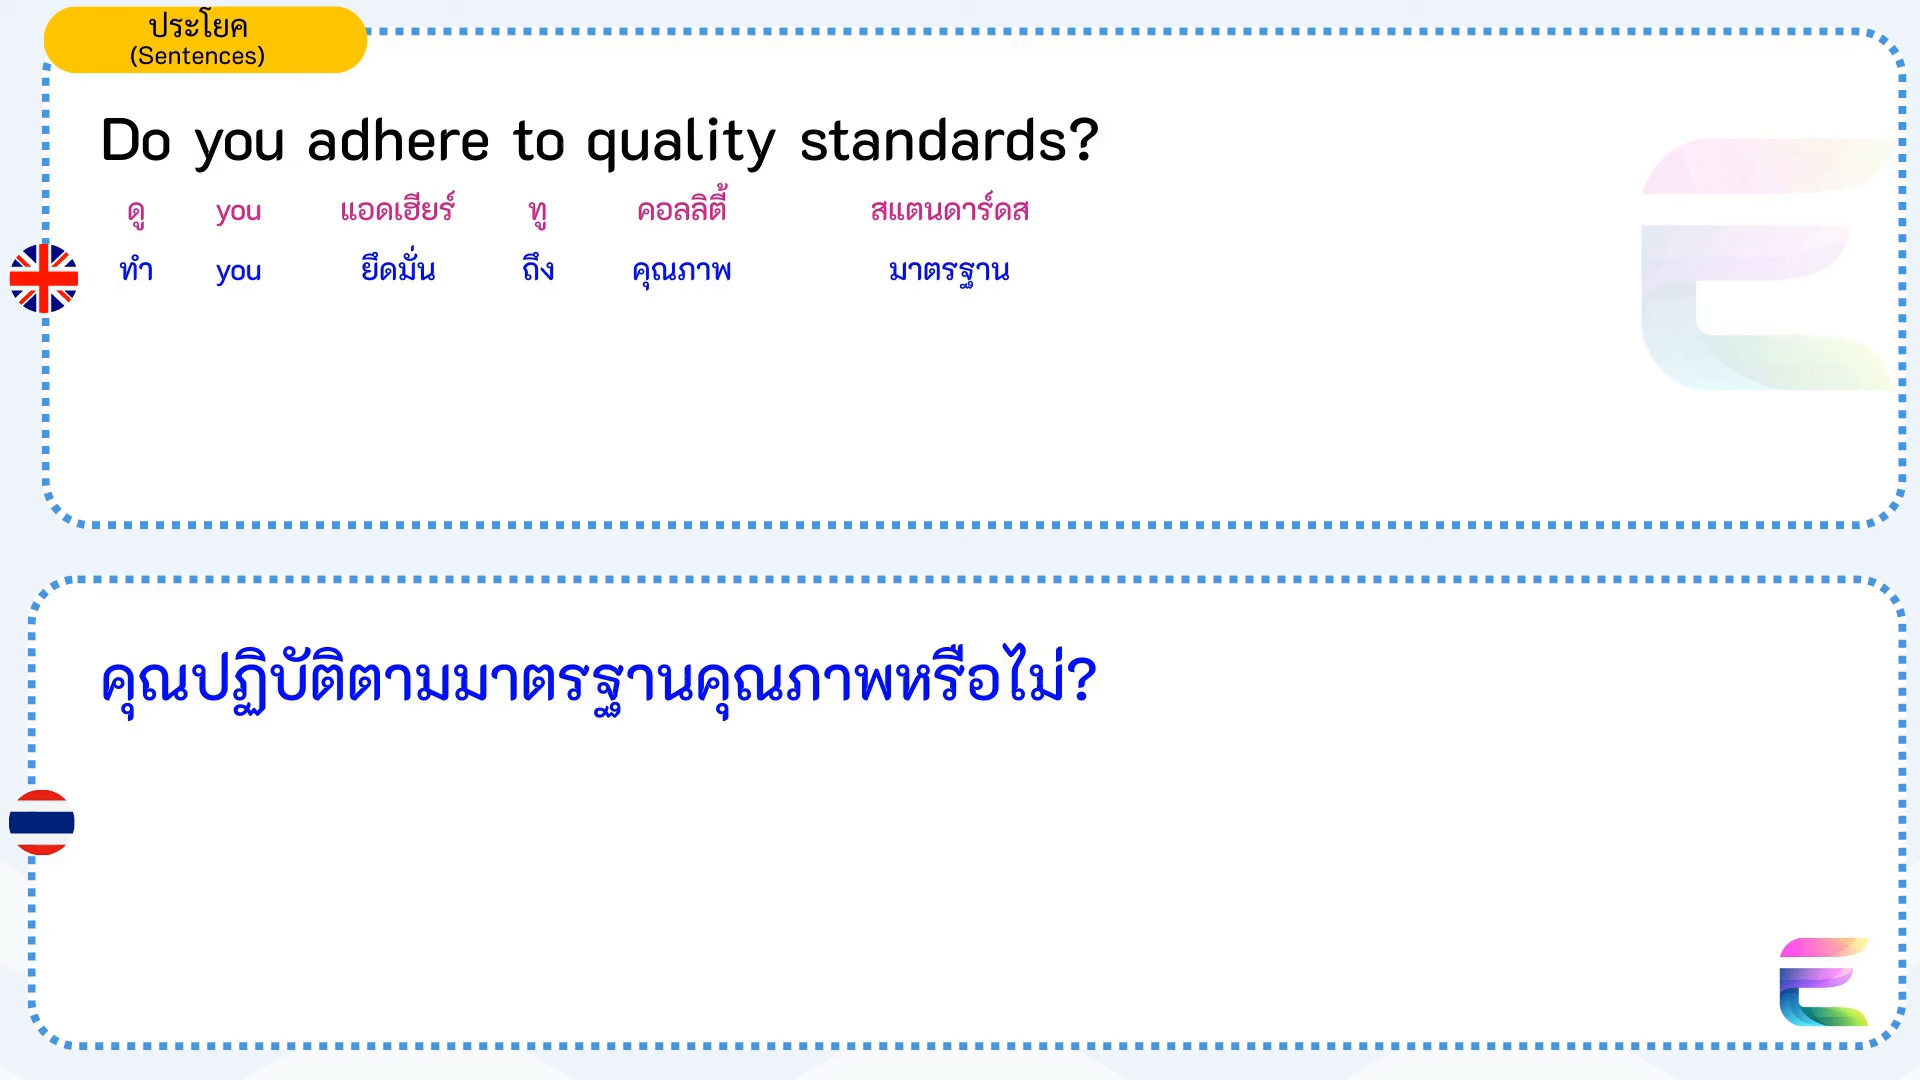 ประโยค
(Sentences)
Do you adhere to quality standards?
ดู you แอดเฮียร์ ทู คอลลิตี้ สแตนดาร์ดส
ทำ you ยึดมั่น ถึง คุณภาพ มาตรฐาน
คุณปฏิบัติตามมาตรฐานคุณภาพหรือไม่?